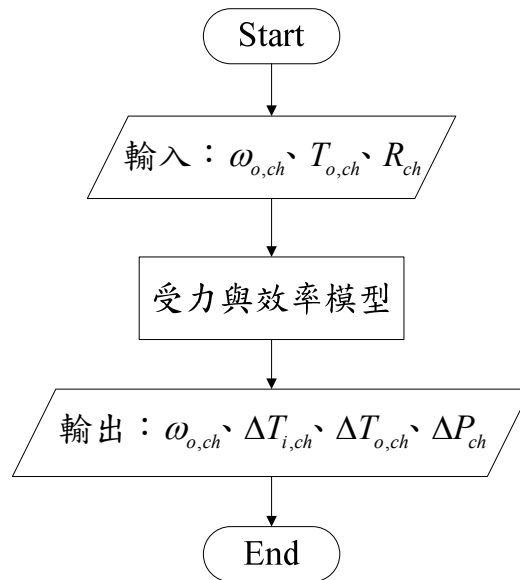 Start
輸入：ω_{o,ch}、T_{o,ch}、R_{ch}
受力與效率模型
輸出：ω_{o,ch}、ΔT_{i,ch}、ΔT_{o,ch}、ΔP_{ch}
End